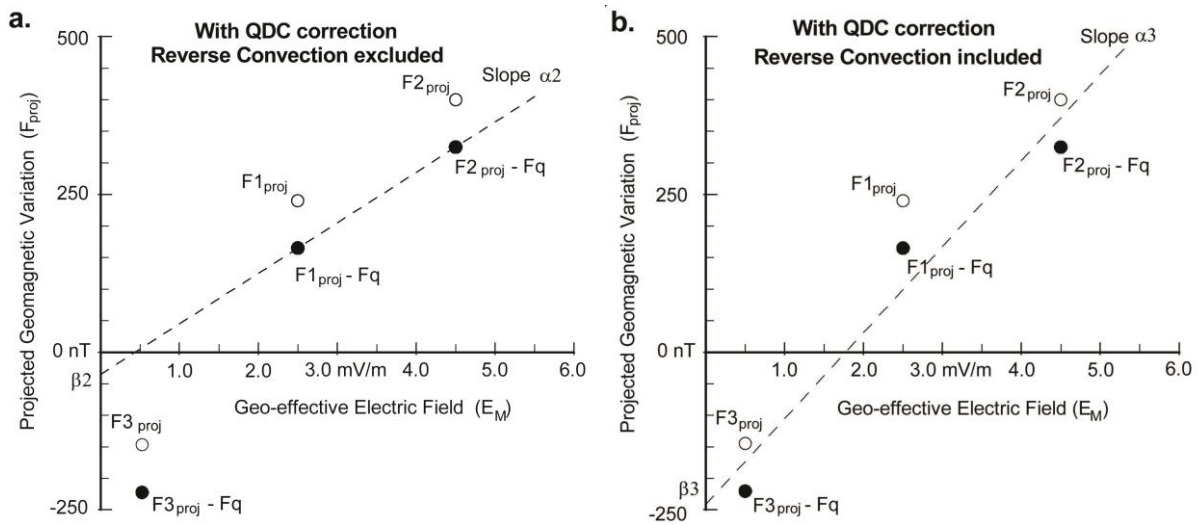 a.
With QDC correction
Reverse Convection excluded
Projected Geomagnetic Variation (Fproj)
500
250
0 nT
β2
-250
Slope α2
F2proj
F2proj - Fq
F1proj
F1proj - Fq
1.0
2.0
3.0 mV/m
4.0
5.0
6.0
Geo-effective Electric Field (EM)
F3proj
F3proj - Fq
b.
With QDC correction
Reverse Convection included
Projected Geomagnetic Variation (Fproj)
500
250
0 nT
β3
-250
Slope α3
F2proj
F2proj - Fq
F1proj
F1proj - Fq
1.0
2.0
3.0 mV/m
4.0
5.0
6.0
Geo-effective Electric Field (EM)
F3proj
F3proj - Fq